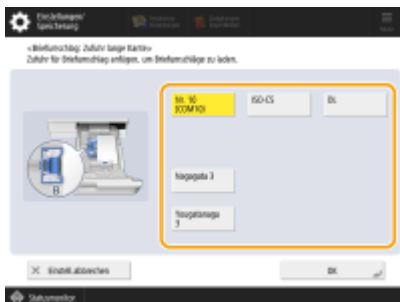 Einstellungen/
Speicherung
<Briefumschlag: Zufuhr lange Kante>
Zufuhr für Briefumschlag anfügen, um Briefumschläge zu laden.
Nr. 10
(COM10)
ISO-C5
DL
Nagagata 3
Yougatanaga
3
B
Einstell. abbrechen
OK
Statusmonitor